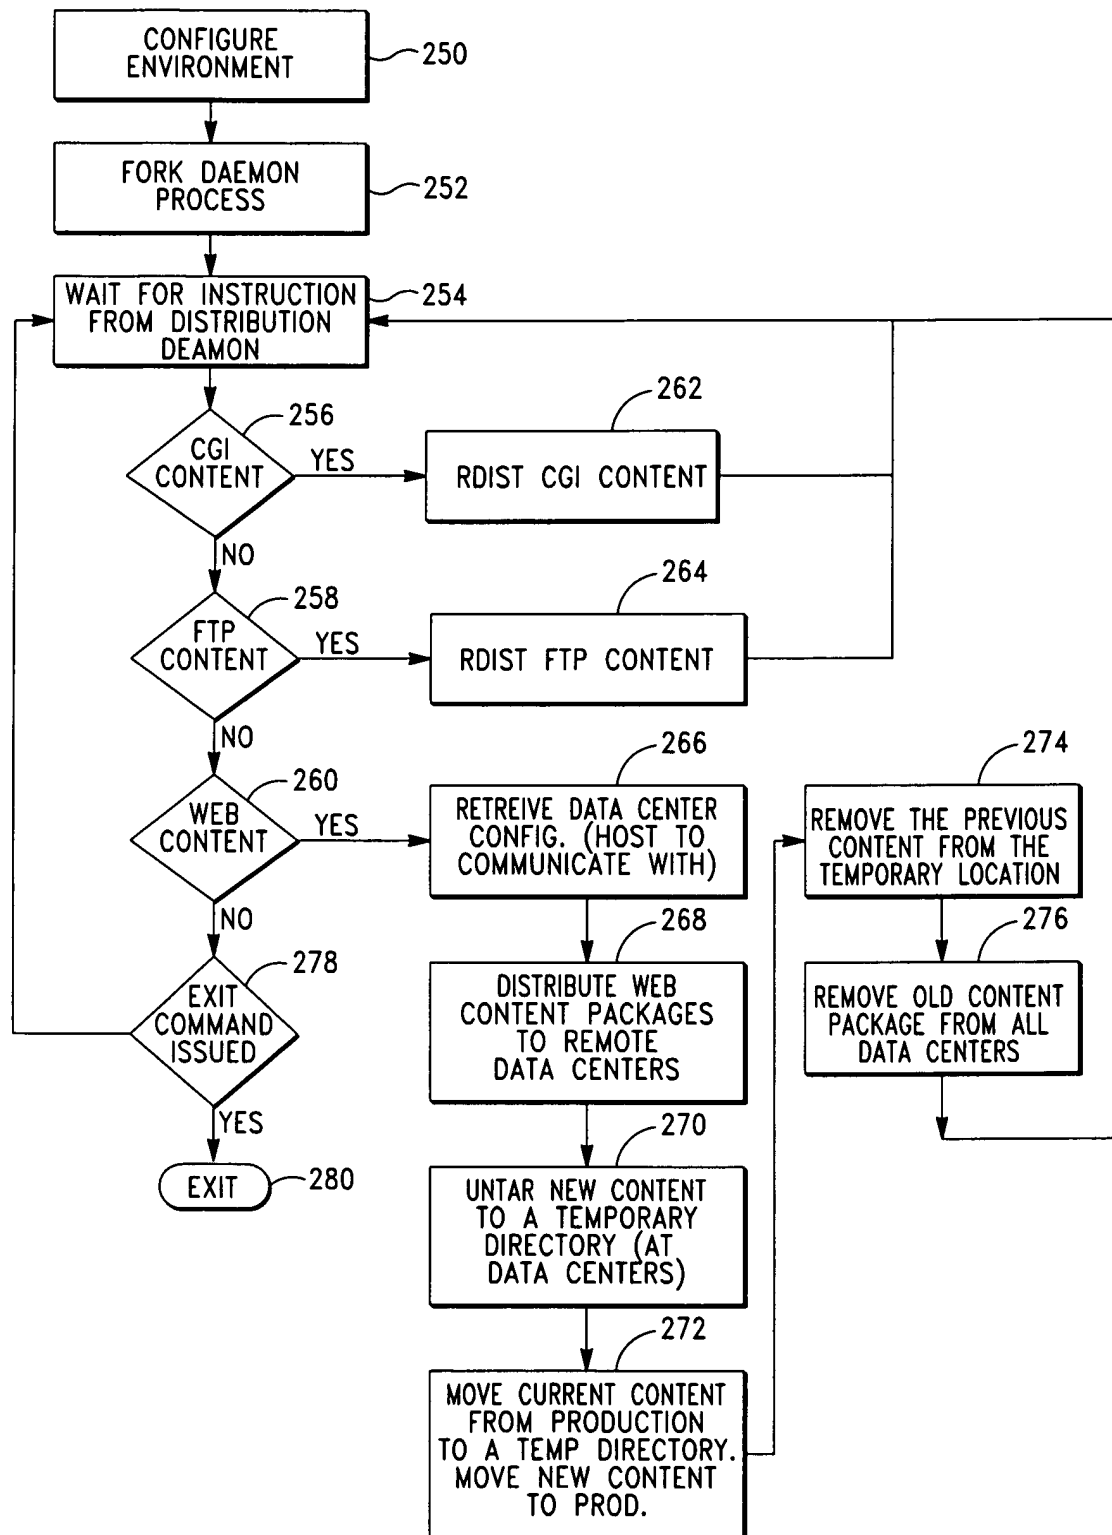 CONFIGURE
ENVIRONMENT
250
FORK DAEMON
PROCESS
252
WAIT FOR INSTRUCTION
FROM DISTRIBUTION
DEAMON
254
CGI
CONTENT
256
YES
RDIST CGI CONTENT
262
NO
FTP
CONTENT
258
YES
RDIST FTP CONTENT
264
NO
WEB
CONTENT
260
YES
RETREIVE DATA CENTER
CONFIG. (HOST TO
COMMUNICATE WITH)
266
NO
EXIT
COMMAND
ISSUED
278
YES
EXIT
280
DISTRIBUTE WEB
CONTENT PACKAGES
TO REMOTE
DATA CENTERS
268
UNTAR NEW CONTENT
TO A TEMPORARY
DIRECTORY (AT
DATA CENTERS)
270
MOVE CURRENT CONTENT
FROM PRODUCTION
TO A TEMP DIRECTORY.
MOVE NEW CONTENT
TO PROD.
272
REMOVE THE PREVIOUS
CONTENT FROM THE
TEMPORARY LOCATION
274
REMOVE OLD CONTENT
PACKAGE FROM ALL
DATA CENTERS
276